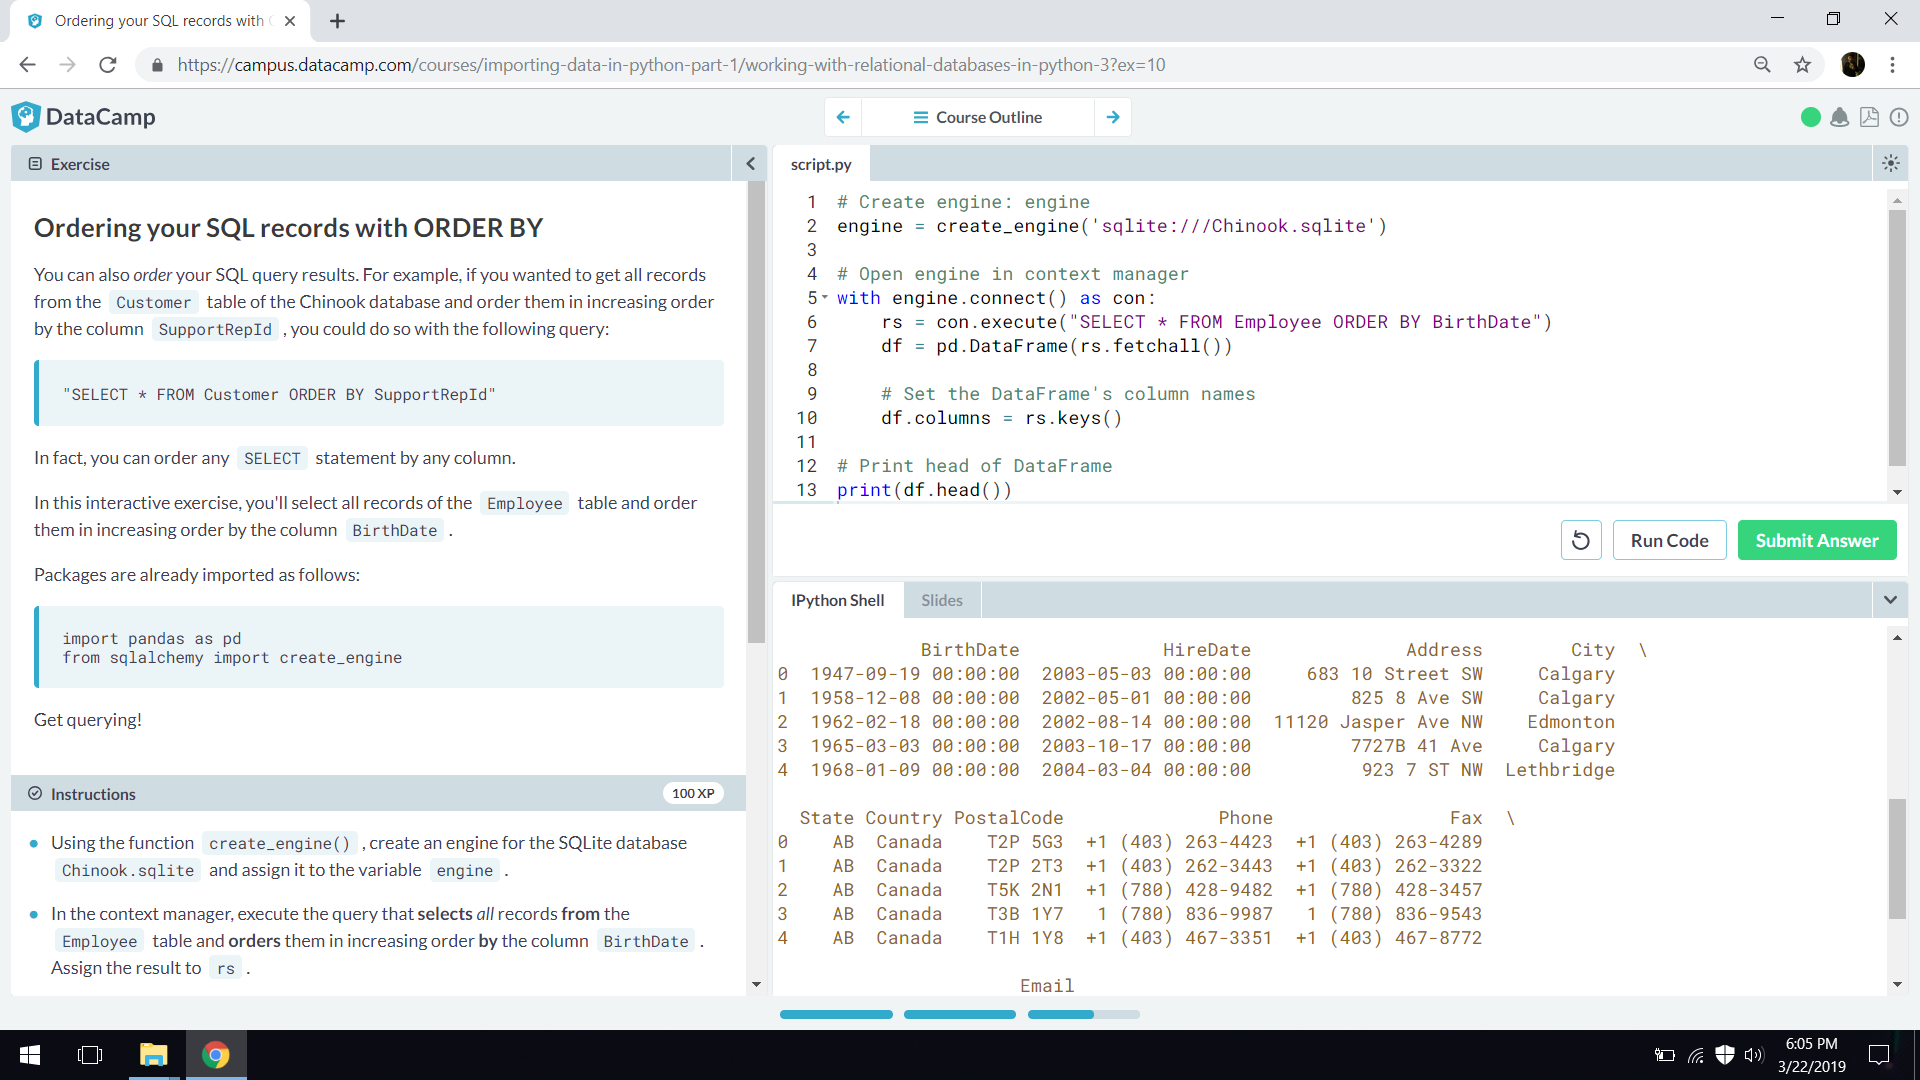 Ordering your SQL records with
https://campus.datacamp.com/courses/importing-data-in-python-part-1/working-with-relational-databases-in-python-3?ex=10
DataCamp
Course Outline
Exercise
Ordering your SQL records with ORDER BY
You can also order your SQL query results. For example, if you wanted to get all records
from the Customer table of the Chinook database and order them in increasing order
by the column SupportRepId , you could do so with the following query:
"SELECT * FROM Customer ORDER BY SupportRepId"
In fact, you can order any SELECT statement by any column.
In this interactive exercise, you'll select all records of the Employee table and order
them in increasing order by the column BirthDate .
Packages are already imported as follows:
import pandas as pd
from sqlalchemy import create_engine
Get querying!
Instructions
100 XP
Using the function create_engine() , create an engine for the SQLite database
Chinook.sqlite and assign it to the variable engine .
In the context manager, execute the query that selects all records from the
Employee table and orders them in increasing order by the column BirthDate .
Assign the result to rs .
script.py
1 # Create engine: engine
2 engine = create_engine('sqlite:///Chinook.sqlite')
3
4 # Open engine in context manager
5 with engine.connect() as con:
6 rs = con.execute("SELECT * FROM Employee ORDER BY BirthDate")
7 df = pd.DataFrame(rs.fetchall())
8
9 # Set the DataFrame's column names
10 df.columns = rs.keys()
11
12 # Print head of DataFrame
13 print(df.head())
Run Code
Submit Answer
IPython Shell
Slides
BirthDate HireDate Address City \
0 1947-09-19 00:00:00 2003-05-03 00:00:00 683 10 Street SW Calgary
1 1958-12-08 00:00:00 2002-05-01 00:00:00 825 8 Ave SW Calgary
2 1962-02-18 00:00:00 2002-08-14 00:00:00 11120 Jasper Ave NW Edmonton
3 1965-03-03 00:00:00 2003-10-17 00:00:00 7727B 41 Ave Calgary
4 1968-01-09 00:00:00 2004-03-04 00:00:00 923 7 ST NW Lethbridge
State Country PostalCode Phone Fax \
0 AB Canada T2P 5G3 +1 (403) 263-4423 +1 (403) 263-4289
1 AB Canada T2P 2T3 +1 (403) 262-3443 +1 (403) 262-3322
2 AB Canada T5K 2N1 +1 (780) 428-9482 +1 (780) 428-3457
3 AB Canada T3B 1Y7 1 (780) 836-9987 1 (780) 836-9543
4 AB Canada T1H 1Y8 +1 (403) 467-3351 +1 (403) 467-8772
Email
6:05 PM
3/22/2019